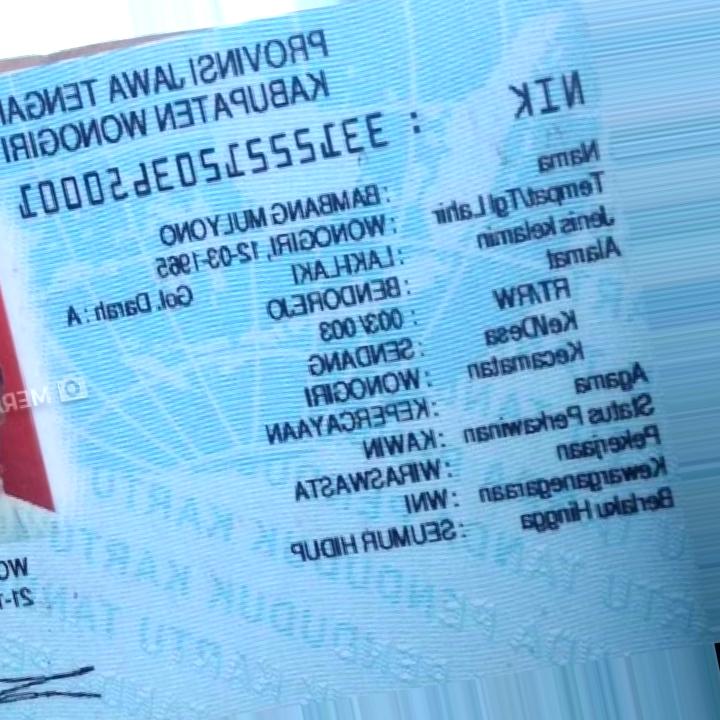 PROVINSI JAWA TENGA
KABUPATEN WONOGIRI
NIK : 3312221203650001
Nama : BAMBANG MULYONO
Tempat/Tgl Lahir : WONOGIRI, 12-03-1965
Jenis kelamin : LAKI-LAKI Gol. Darah : A
Alamat : BENDOREJO
RT/RW : 003/ 003
Kel/Desa : SENDANG
Kecamatan : WONOGIRI
Agama : KEPERCAYAAN
Status Perkawinan : KAWIN
Pekerjaan : WIRASWASTA
Kewarganegaraan : WNI
Berlaku Hingga : SEUMUR HIDUP
WO
21-1